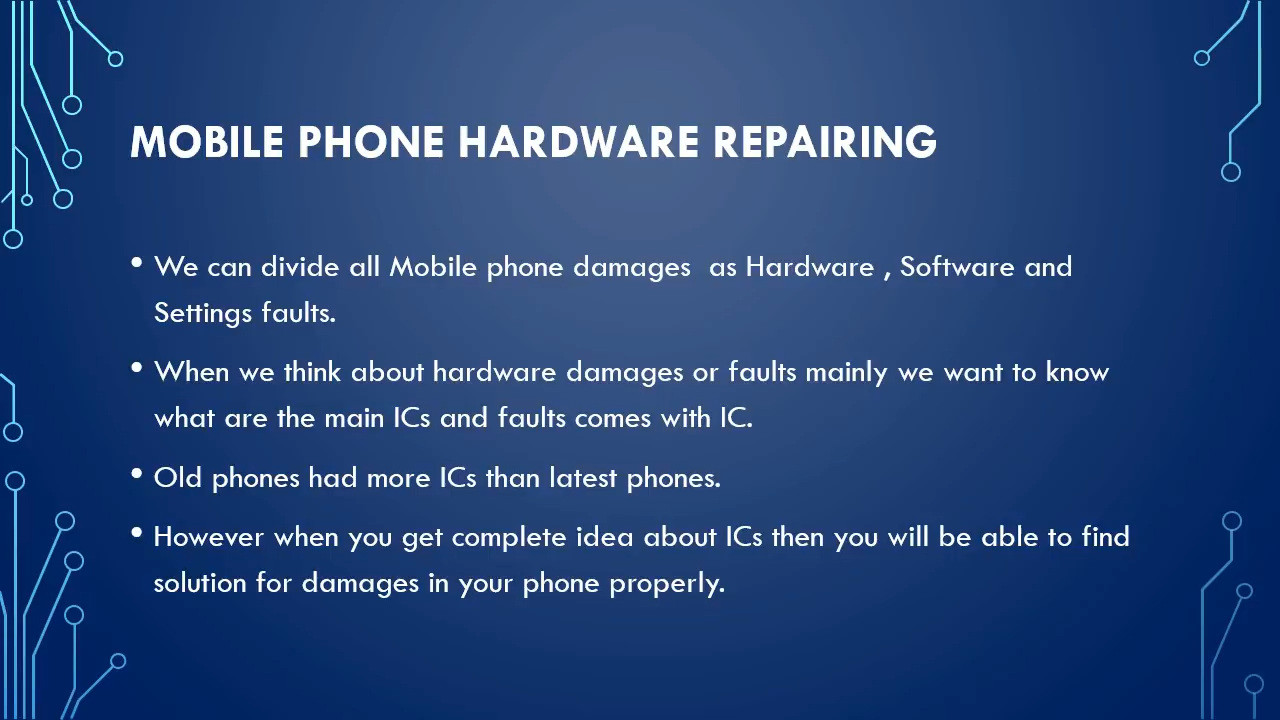 MOBILE PHONE HARDWARE REPAIRING
• We can divide all Mobile phone damages  as Hardware , Software and
Settings faults.
• When we think about hardware damages or faults mainly we want to know
what are the main ICs and faults comes with IC.
• Old phones had more ICs than latest phones.
• However when you get complete idea about ICs then you will be able to find
solution for damages in your phone properly.